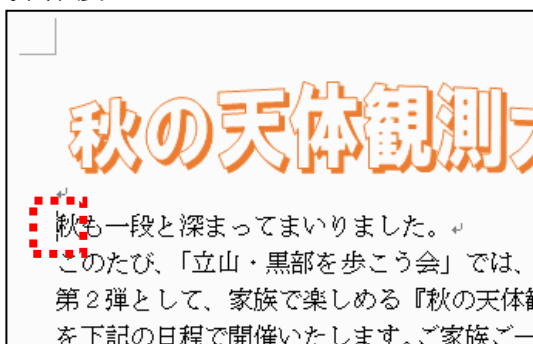 秋の天体観測大
秋も一段と深まってまいりました。
このたび、「立山・黒部を歩こう会」では、
第2弾として、家族で楽しめる『秋の天体観
を下記の日程で開催いたします。ご家族ご一